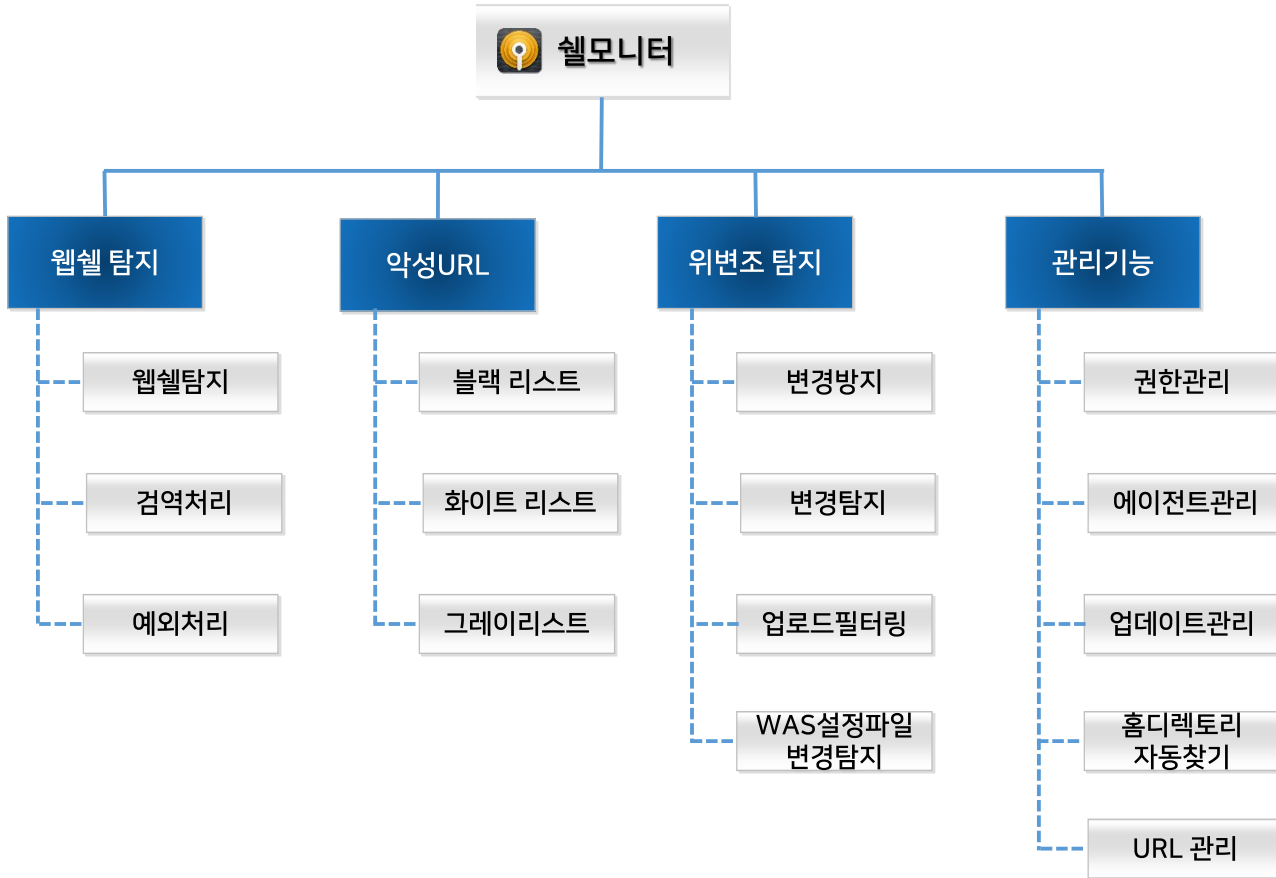 쉘모니터
웹쉘 탐지
악성URL
위변조 탐지
관리기능
웹쉘탐지
블랙 리스트
변경방지
권한관리
검역처리
화이트 리스트
변경탐지
에이전트관리
예외처리
그레이리스트
업로드필터링
업데이트관리
WAS설정파일
변경탐지
홈디렉토리
자동찾기
URL 관리